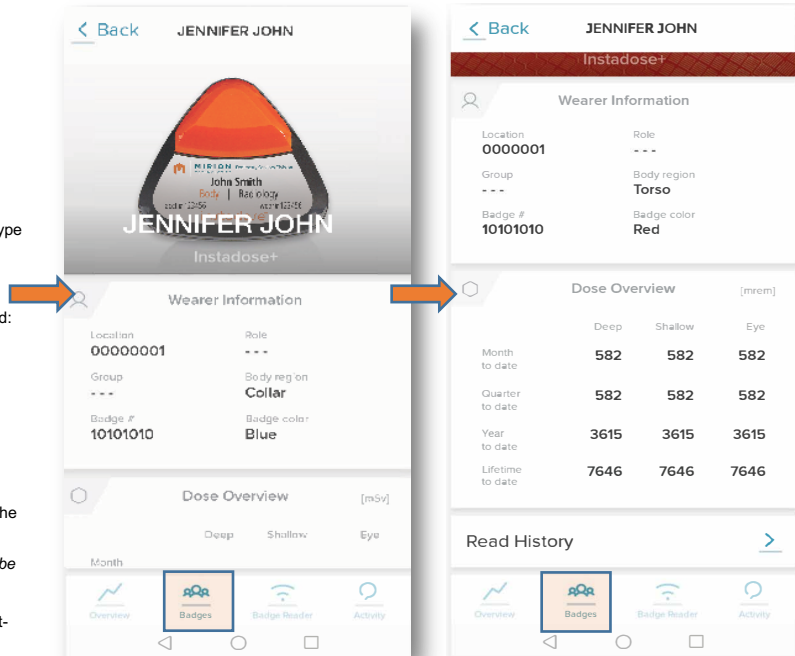 ype
d:
he
be
t-
Back JENNIFER JOHN
MIRION
John Smith
Body | Radiology
JENNIFER JOHN
Instadose+
Wearer Information
Location Role
00000001 - - -
Group Body region
- - - Collar
Badge # Badge color
10101010 Blue
Dose Overview [mSv]
Deep Shallow Eye
Month
Overview Badges Badge Reader Activity
Back JENNIFER JOHN
Instadose+
Wearer Information
Location Role
0000001 - - -
Group Body region
- - - Torso
Badge # Badge color
10101010 Red
Dose Overview [mrem]
Deep Shallow Eye
Month
to date 582 582 582
Quarter
to date 582 582 582
Year
to date 3615 3615 3615
Lifetime
to date 7646 7646 7646
Read History >
Overview Badges Badge Reader Activity